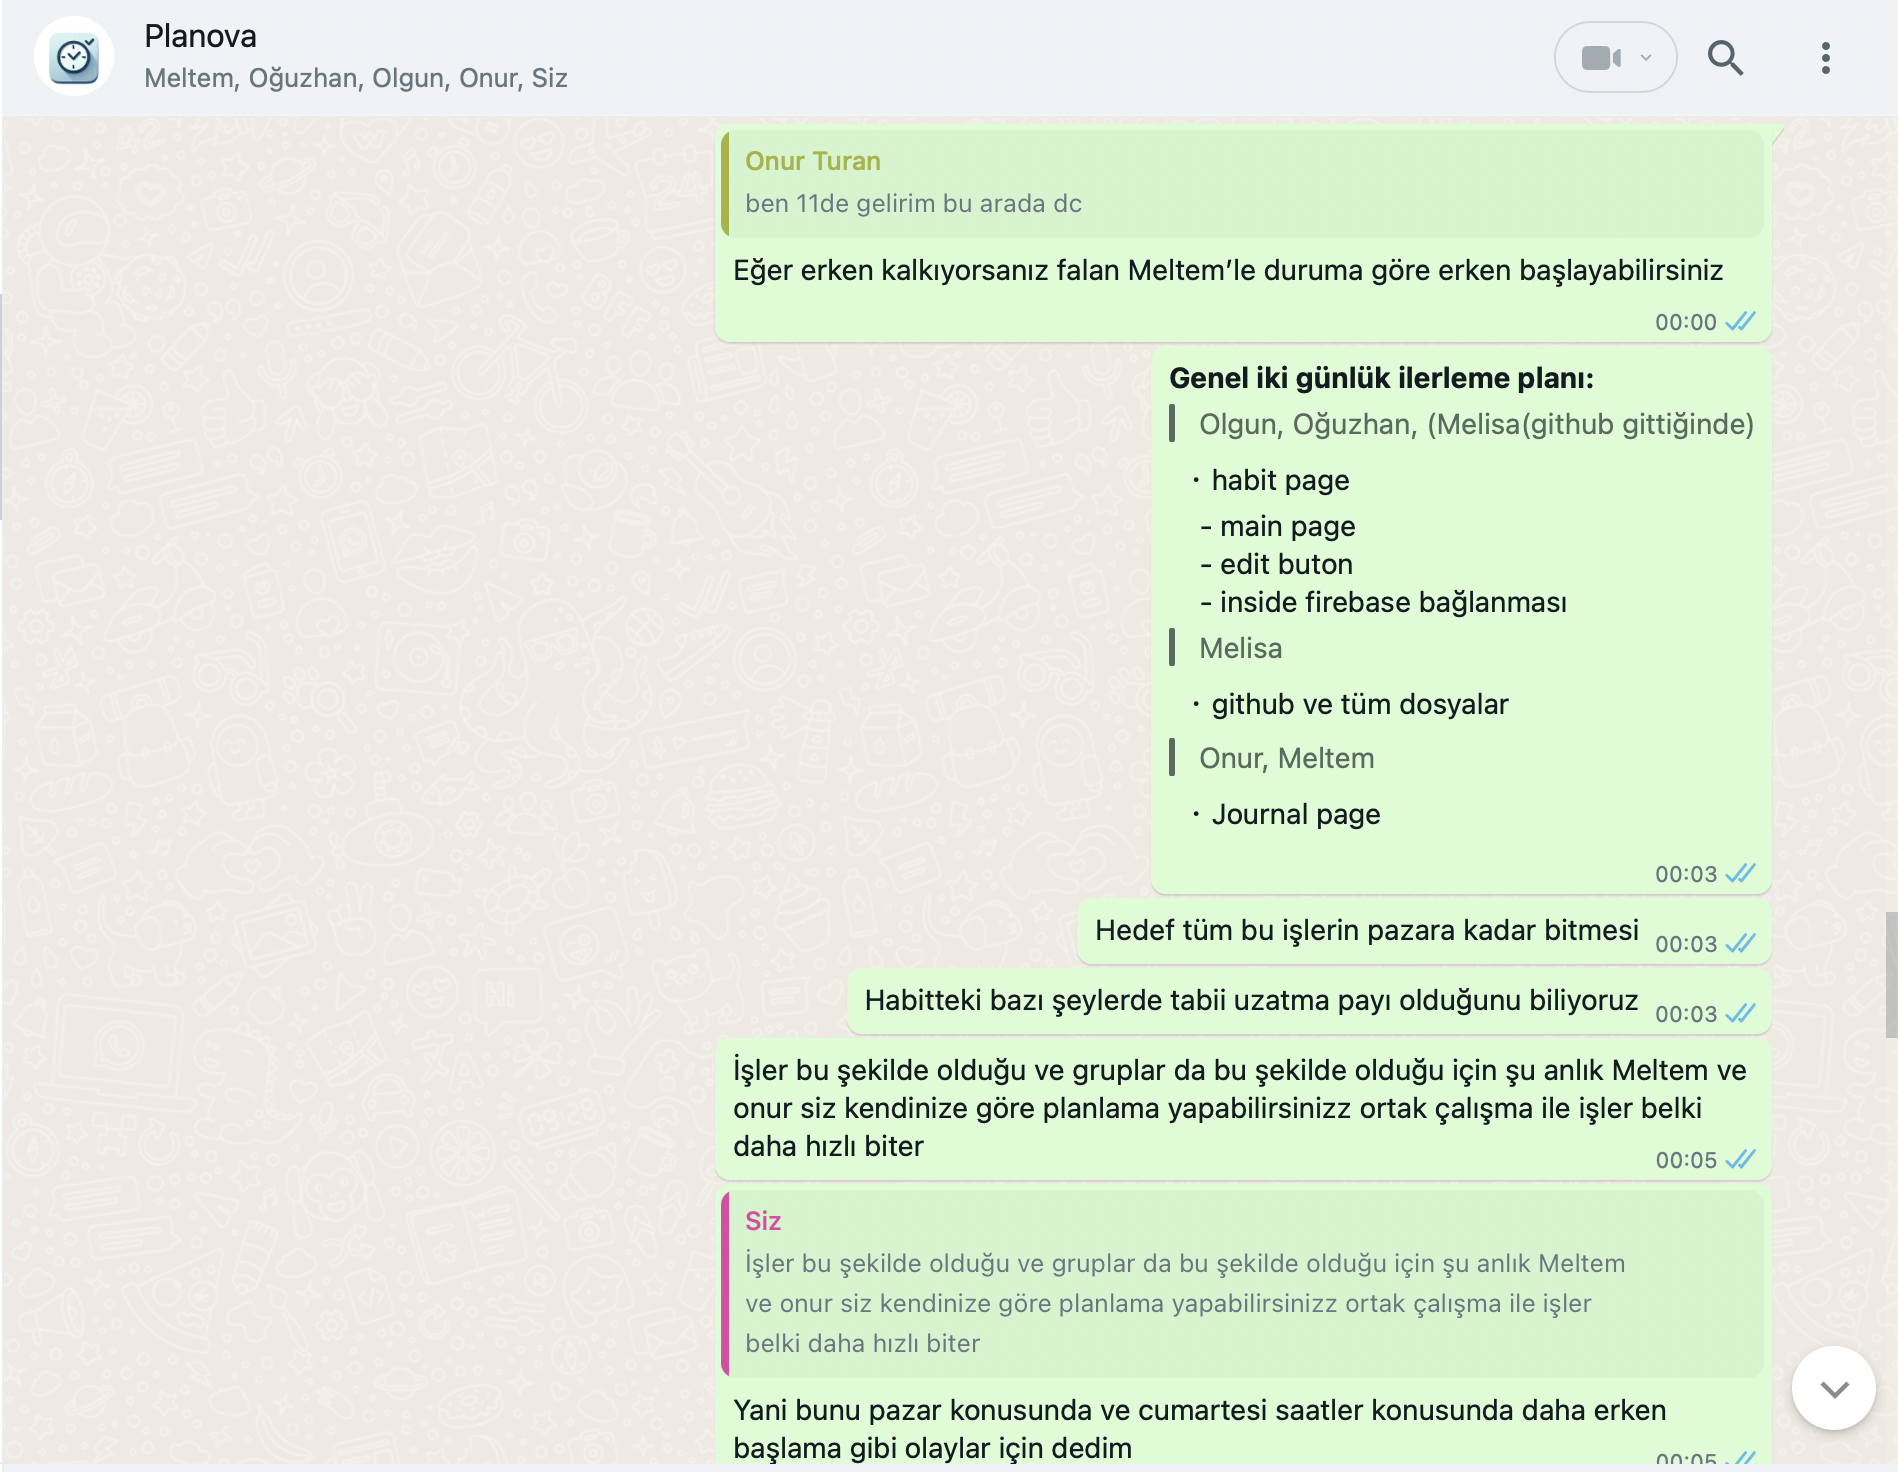 Planova
Meltem, Oğuzhan, Olgun, Onur, Siz
Onur Turan
ben 11de gelirim bu arada dc
Eğer erken kalkıyorsanız falan Meltem’le duruma göre erken başlayabilirsiniz
00:00
Genel iki günlük ilerleme planı:
Olgun, Oğuzhan, (Melisa(github gittiğinde)
• habit page
- main page
- edit buton
- inside firebase bağlanması
Melisa
• github ve tüm dosyalar
Onur, Meltem
• Journal page
00:03
Hedef tüm bu işlerin pazara kadar bitmesi
00:03
Habitteki bazı şeylerde tabii uzatma payı olduğunu biliyoruz
00:03
İşler bu şekilde olduğu ve gruplar da bu şekilde olduğu için şu anlık Meltem ve
onur siz kendinize göre planlama yapabilirsinizz ortak çalışma ile işler belki
daha hızlı biter
00:05
Siz
İşler bu şekilde olduğu ve gruplar da bu şekilde olduğu için şu anlık Meltem
ve onur siz kendinize göre planlama yapabilirsinizz ortak çalışma ile işler
belki daha hızlı biter
Yani bunu pazar konusunda ve cumartesi saatler konusunda daha erken
başlama gibi olaylar için dedim
00:05